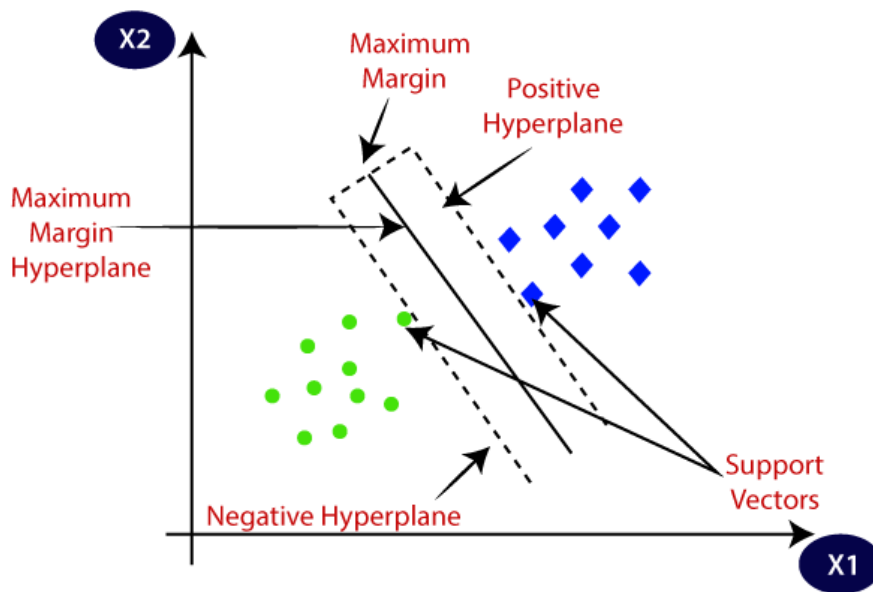 X2
Maximum
Margin
Positive
Hyperplane
Maximum
Margin
Hyperplane
Support
Vectors
Negative Hyperplane
X1